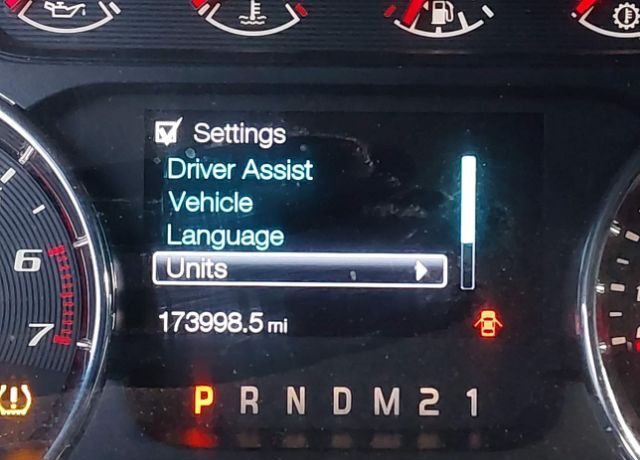 Settings
Driver Assist
Vehicle
Language
Units
6
173998.5 mi
7
P R N D M 2 1